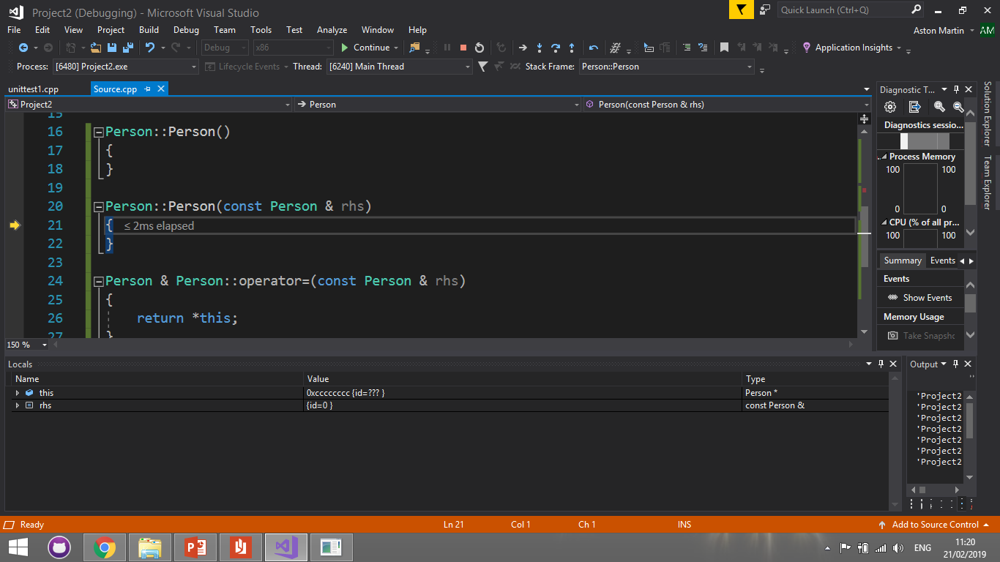 Project2 (Debugging) - Microsoft Visual Studio
Quick Launch (Ctrl+Q)
File Edit View Project Build Debug Team Tools Test Analyze Window Help
Aston Martin AM
Debug x86 Continue Application Insights
Process: [6480] Project2.exe Lifecycle Events Thread: [6240] Main Thread Stack Frame: Person::Person
unittest1.cpp Source.cpp
Project2 Person Person(const Person & rhs)
15
16 Person::Person()
17 {
18 }
19
20 Person::Person(const Person & rhs)
21 { ≤ 2ms elapsed
22 }
23
24 Person & Person::operator=(const Person & rhs)
25 {
26 return *this;
27 }
150 %
Diagnostic T...
Diagnostics sessio...
Process Memory
100 100
0 0
CPU (% of all pr...
100 100
Summary Events
Events
Show Events
Memory Usage
Take Snapshc
Solution Explorer
Team Explorer
Locals
Name Value Type
this 0xcccccccc {id=??? } Person *
rhs {id=0 } const Person &
Output
'Project2
'Project2
'Project2
'Project2
'Project2
'Project2
'Project2
Ready Ln 21 Col 1 Ch 1 INS Add to Source Control
ENG
11:20
21/02/2019